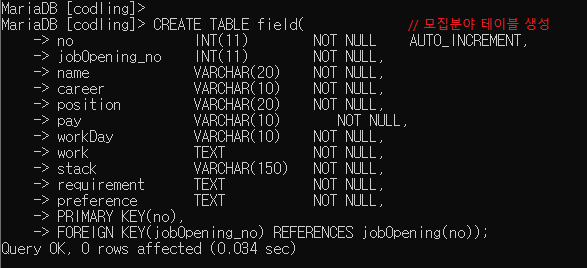 MariaDB [codling]>
MariaDB [codling]> CREATE TABLE field( // 모집분야 테이블 생성
-> no INT(11) NOT NULL AUTO_INCREMENT,
-> jobOpening_no INT(11) NOT NULL,
-> name VARCHAR(20) NOT NULL,
-> career VARCHAR(10) NOT NULL,
-> position VARCHAR(20) NOT NULL,
-> pay VARCHAR(10) NOT NULL,
-> workDay VARCHAR(10) NOT NULL,
-> work TEXT NOT NULL,
-> stack VARCHAR(150) NOT NULL,
-> requirement TEXT NOT NULL,
-> preference TEXT NOT NULL,
-> PRIMARY KEY(no),
-> FOREIGN KEY(jobOpening_no) REFERENCES jobOpening(no));
Query OK, 0 rows affected (0.034 sec)